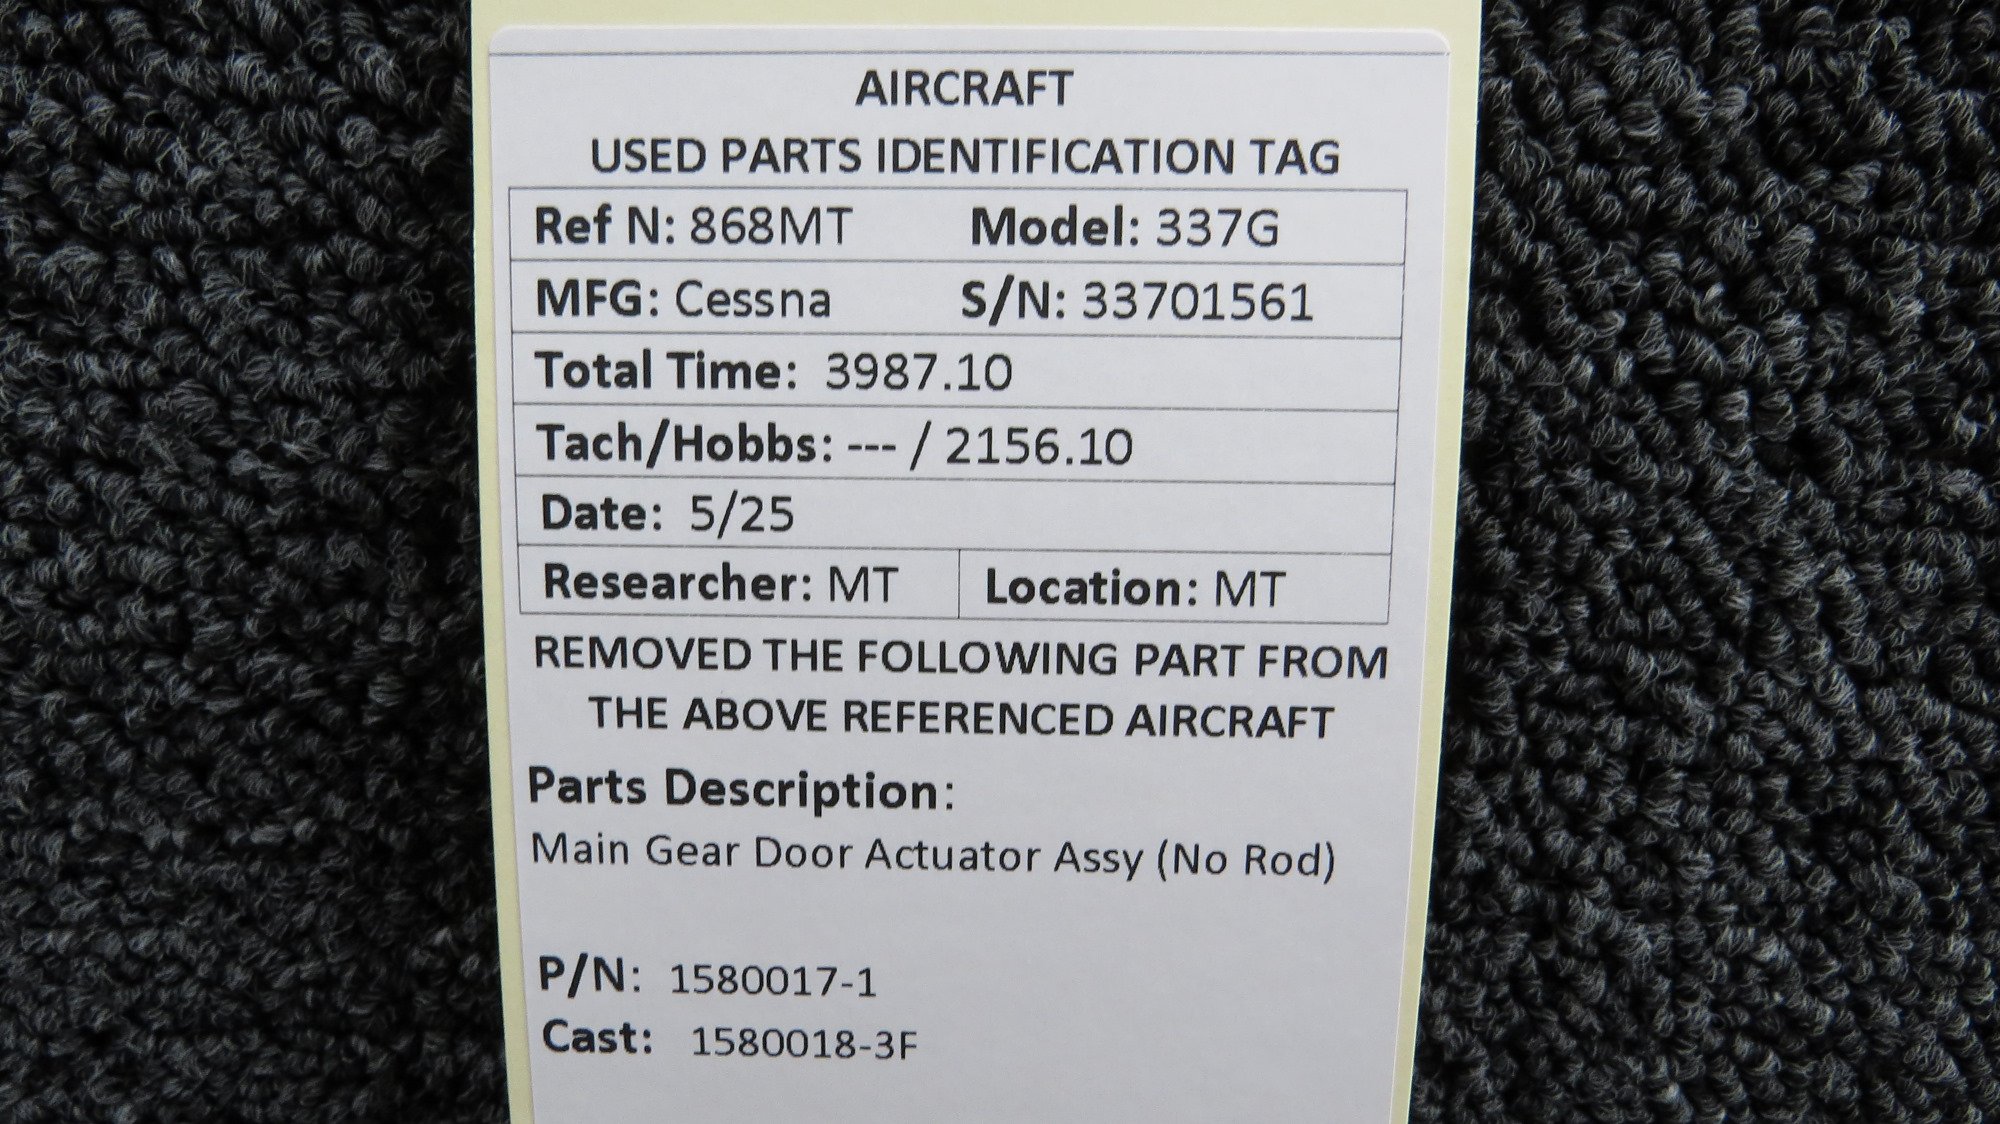 AIRCRAFT
USED PARTS IDENTIFICATION TAG
Ref N: 868MT Model: 337G
MFG: Cessna S/N: 33701561
Total Time: 3987.10
Tach/Hobbs: --- / 2156.10
Date: 5/25
Researcher: MT Location: MT
REMOVED THE FOLLOWING PART FROM
THE ABOVE REFERENCED AIRCRAFT
Parts Description:
Main Gear Door Actuator Assy (No Rod)
P/N: 1580017-1
Cast: 1580018-3F